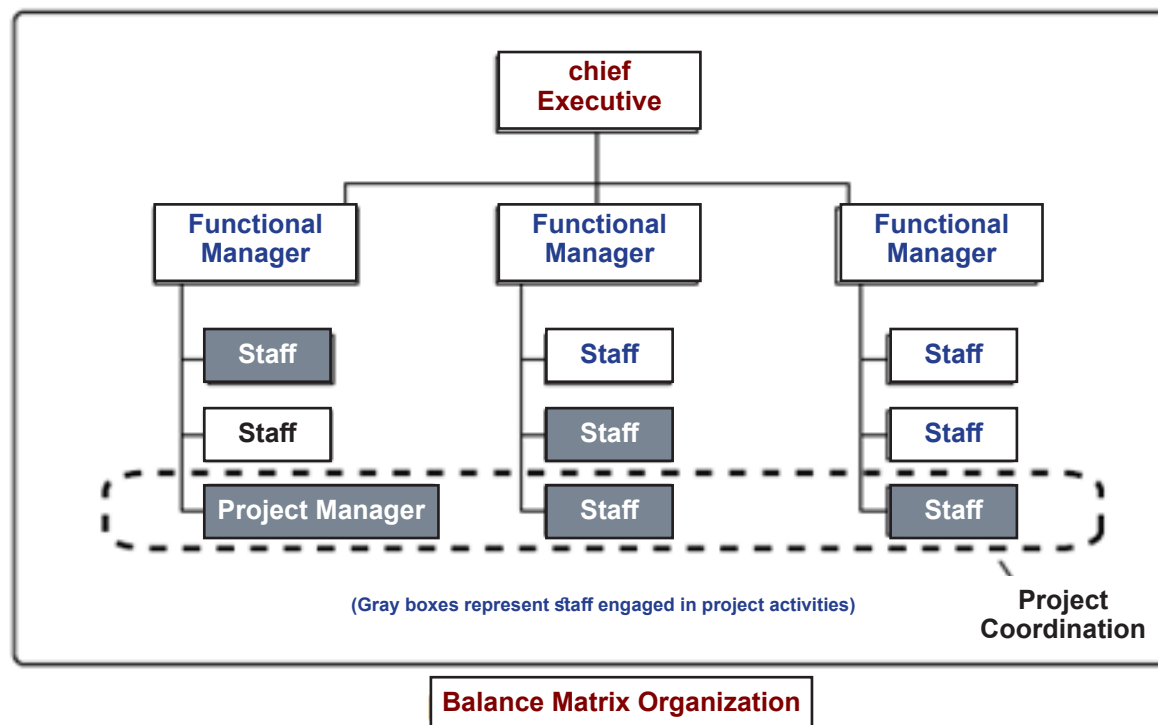 chief
Executive
Functional
Manager
Functional
Manager
Functional
Manager
Staff
Staff
Staff
Staff
Staff
Staff
Project Manager
Staff
Staff
(Gray boxes represent staff engaged in project activities)
Project
Coordination
Balance Matrix Organization